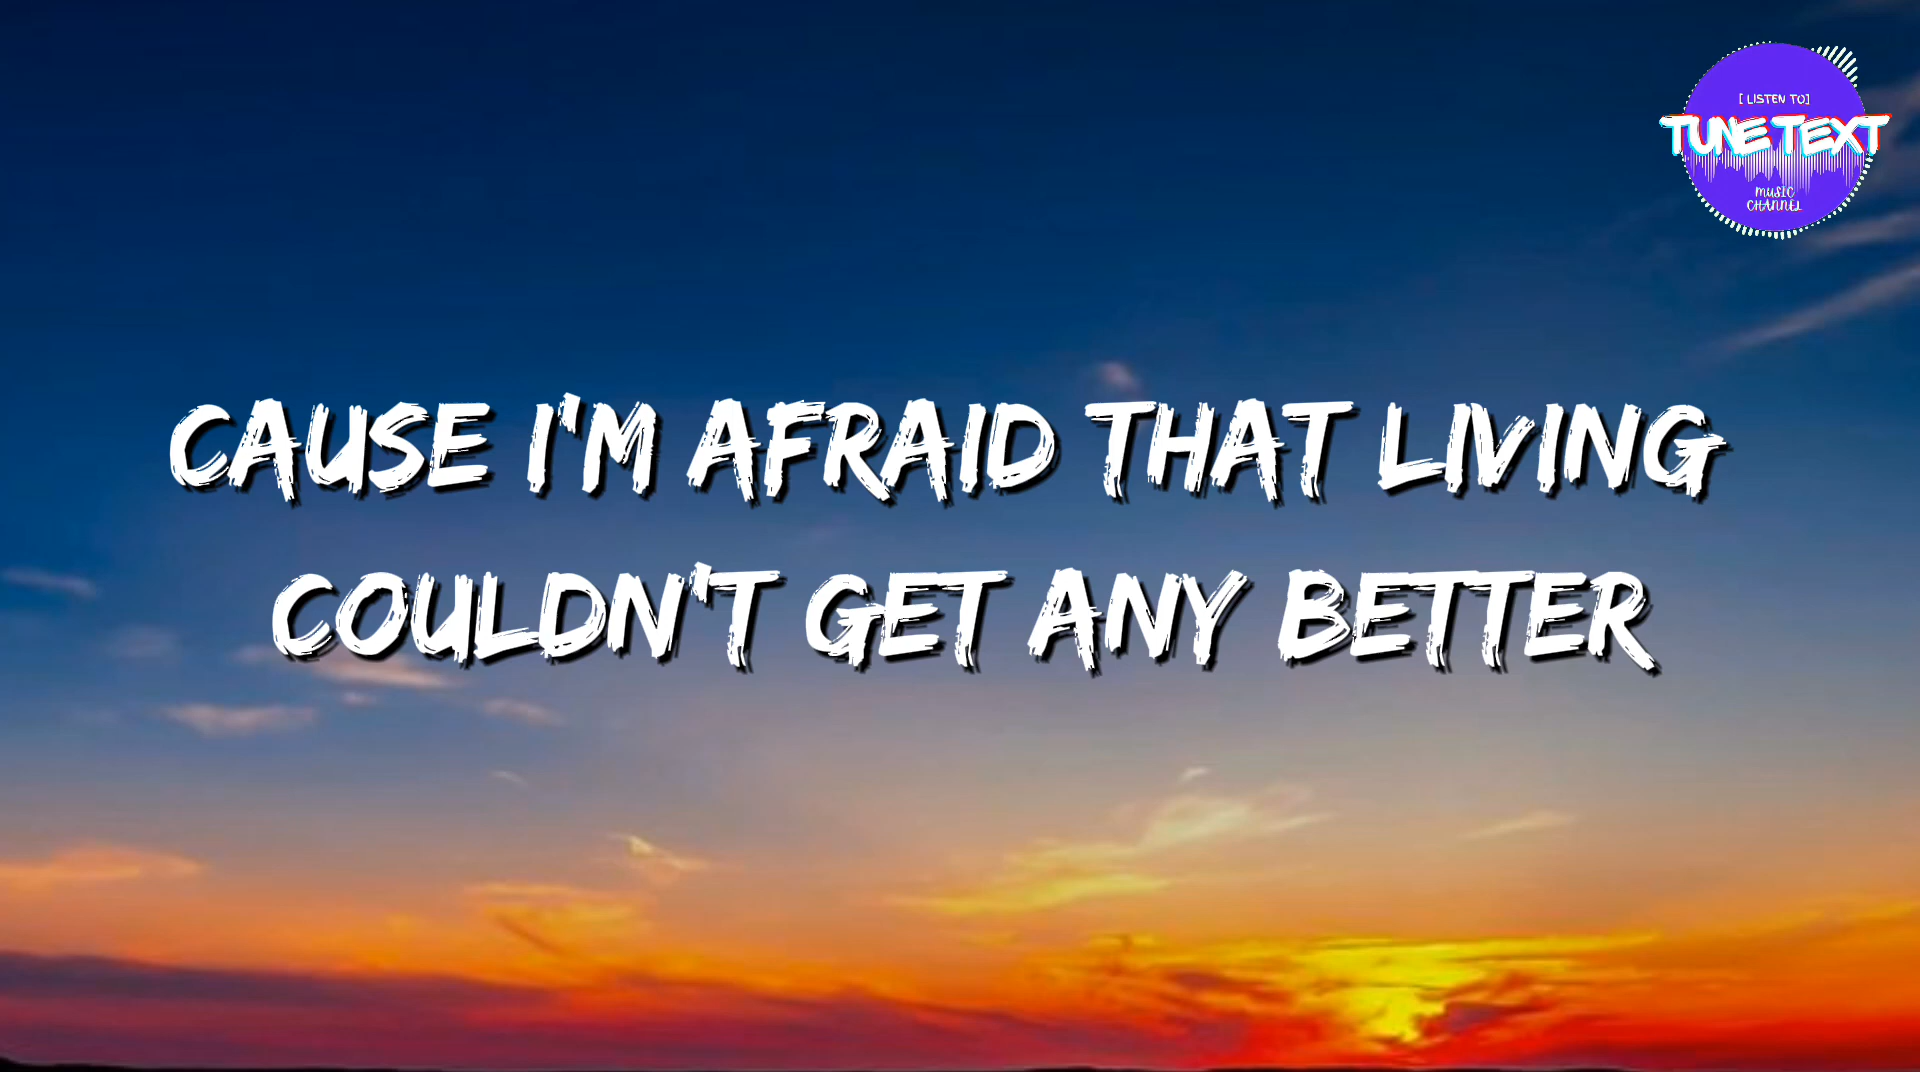 [ LISTEN TO]
TUNE TEXT
MUSIC
CHANNEL
CAUSE I'M AFRAID THAT LIVING
COULDN'T GET ANY BETTER